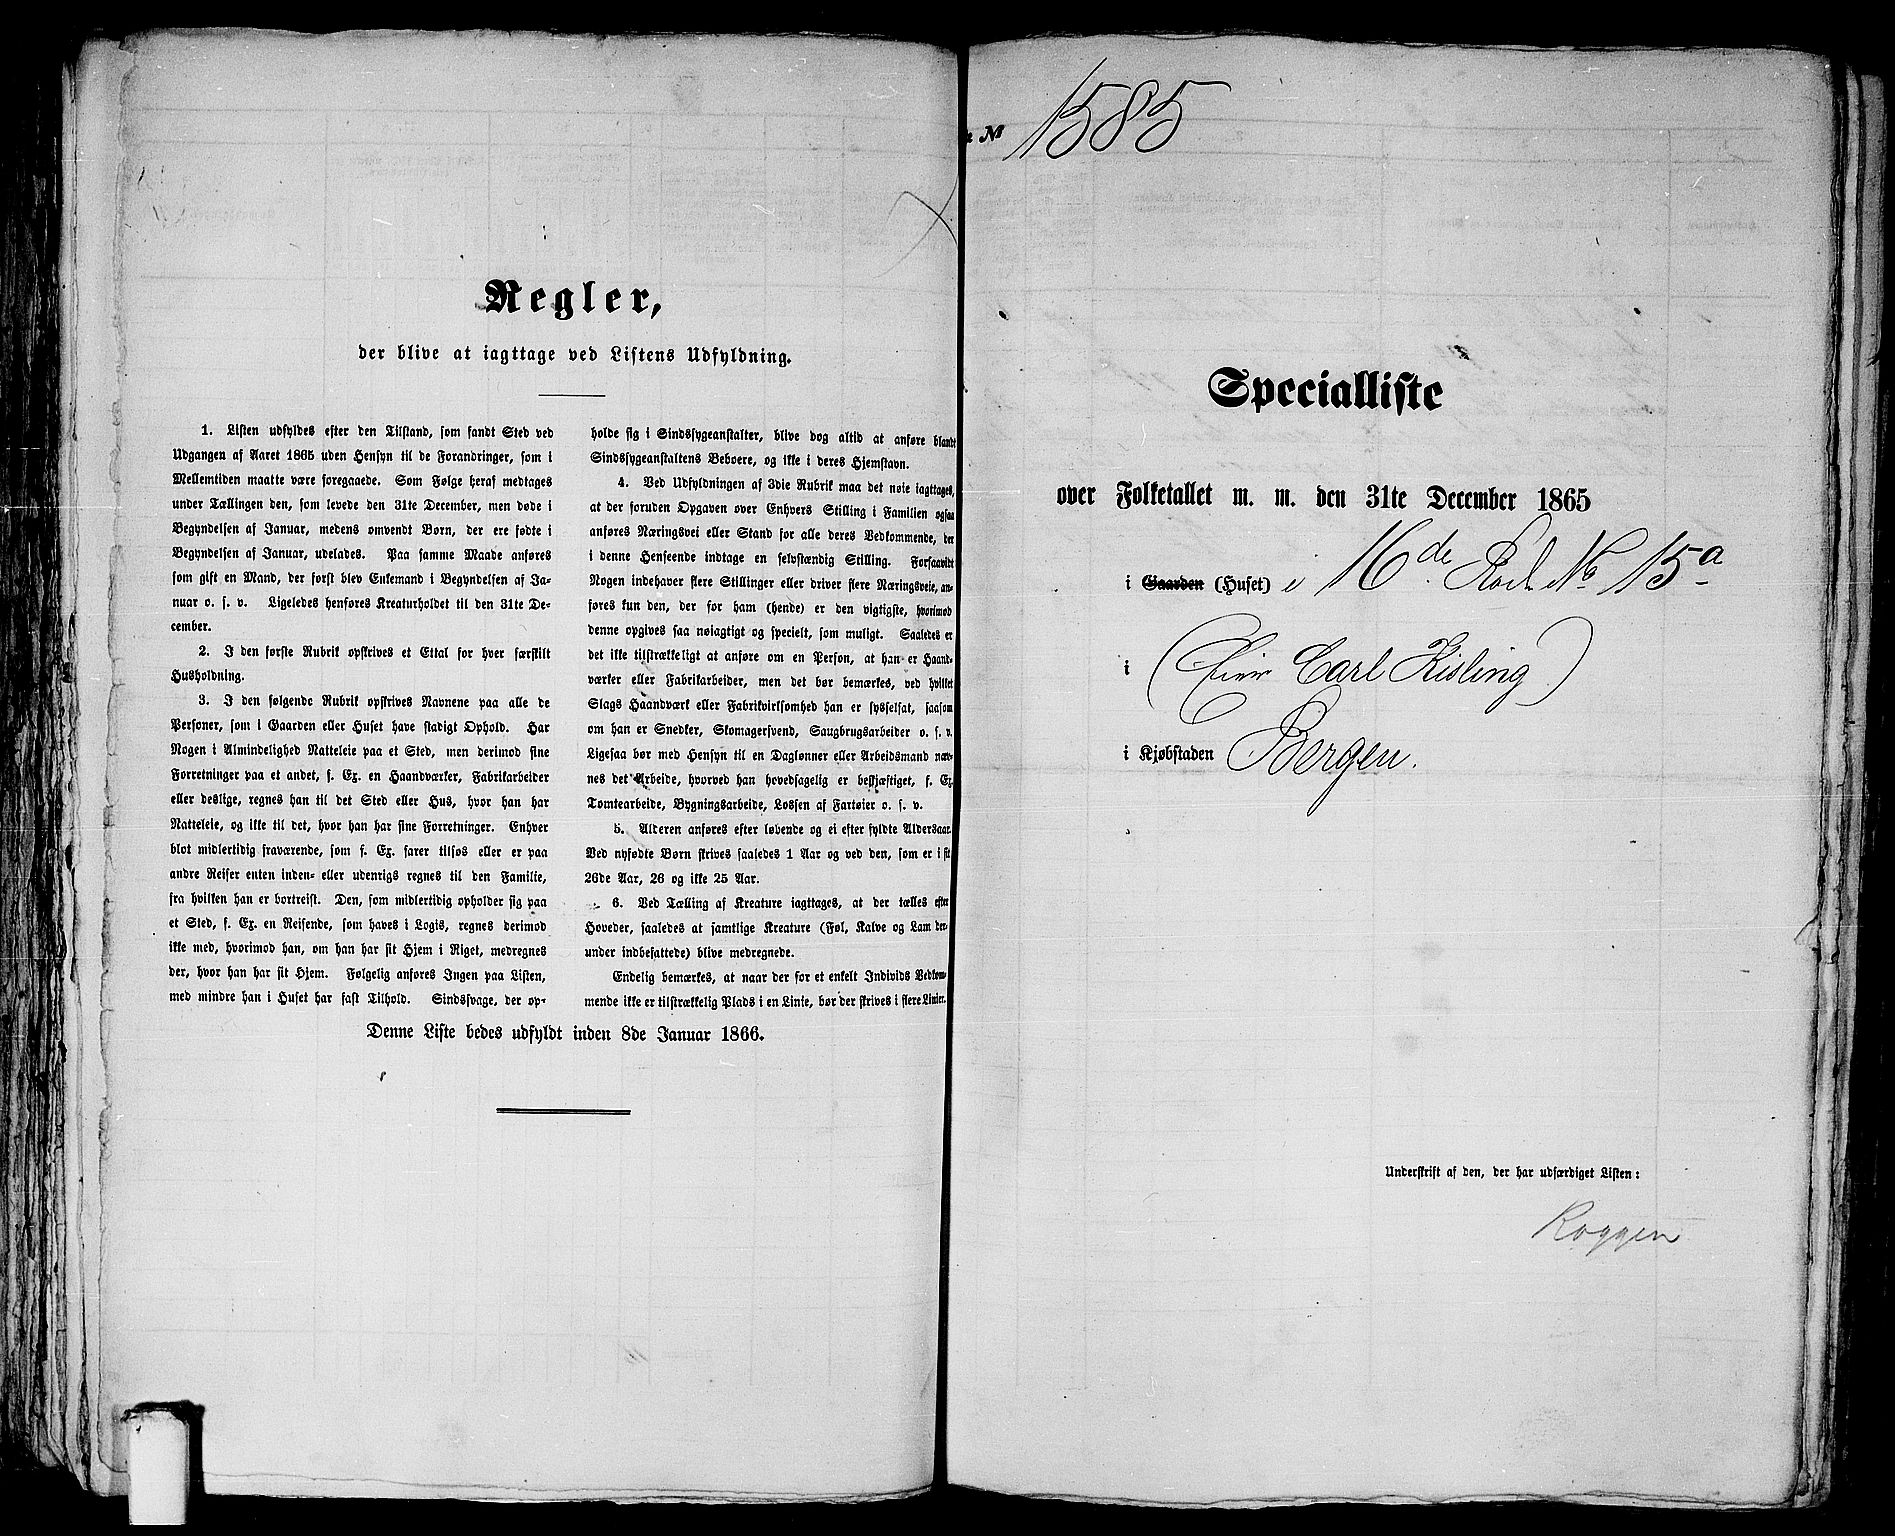 Regler,
der blive at iagttage ved Listens Udfyldning.
1. Listen udfyldes efter den Tilstand, som fandt Sted ved
Udgangen af Aaret 1865 uden Hensyn til de Forandringer, som i
Mellemtiden maatte være foregaaede. Som Følge heraf medtages
under Tællingen den, som levede den 31te December, men døde i
Begyndelsen af Januar, medens omvendt Børn, der ere fødte i
Begyndelsen af Januar, udelades. Paa samme Maade anføres
som gift en Mand, der først blev Enkemand i Begyndelsen af Ja-
nuar o. s. v. Ligeledes henføres Kreaturholdet til den 31te De-
cember.
2. I den første Rubrik opskrives et Ettal for hver særskilt
Husholdning.
3. I den følgende Rubrik opskrives Navnene paa alle de
Personer, som i Gaarden eller Huset have stadigt Ophold. Har
Nogen i Almindelighed Natteleie paa et Sted, men derimod sine
Forretninger paa et andet, f. Ex. en Haandværker, Fabrikarbeider
eller deslige, regnes han til det Sted eller Hus, hvor han har
Natteleie, og ikke til det, hvor han har sine Forretninger. Enhver
blot midlertidig fraværende, som f. Ex. farer tilsøs eller er paa
andre Reiser enten inden- eller udenrigs regnes til den Familie,
fra hvilken han er bortreist. Den, som midlertidig opholder sig paa
et Sted, f. Ex. en Reisende, som haves i Logis, regnes derimod
ikke med, hvorimod han, om han har sit Hjem i Riget, medregnes
der, hvor han har sit Hjem. Følgelig anføres Ingen paa Listen,
med mindre han i Huset har fast Tilhold. Sindssvage, der op-
holde sig i Sindssygeanstalter, blive dog altid at anføre blandt
Sindssygeanstaltens Beboere, og ikke i deres Hjemstavn.
4. Ved Udfyldningen af 3die Rubrik maa det nøie iagttages,
at der foruden Opgaven over Enhvers Stilling i Familien ogsaa
anføres Næringsvei eller Stand for alle deres Vedkommende, der
i denne Henseende indtage en selvstændig Stilling. Forsaavidt
Nogen indehaver flere Stillinger eller driver flere Næringsveie, an-
føres kun den, der for ham (hende) er den vigtigste, hvorimod
denne opgives saa nøiagtigt og specielt, som muligt. Saaledes er
det ikke tilstrækkeligt at anføre om en Person, at han er Haand-
værker eller Fabrikarbeider, men det bør bemærkes, ved hvilket
Slags Haandværk eller Fabrikvirksomhed han er sysselsat, saasom
om han er Snedker, Skomagersvend, Saugbrugsarbeider o. s. v.
Ligesaa bør med Hensyn til en Dagløner eller Arbeidsmand næv-
nes det Arbeide, hvorved han hovedsagelig er beskjæftiget, f. Ex.
Tomtearbeide, Bygningsarbeide, Lossen af Fartøier o. s. v.
5. Alderen anføres efter løbende og ei efter fyldte Aldersaar.
Ved nyfødte Børn skrives saaledes 1 Aar og ved den, som er i sit
26de Aar, 26 og ikke 25 Aar.
6. Ved Tælling af Kreature iagttages, at der tælles efter
Hoveder, saaledes at samtlige Kreature (Føl, Kalve og Lam der-
under indbefattede) blive medregnede.
Endelig bemærkes, at naar der for et enkelt Individs Vedkom-
mende ikke er tilstrækkelig Plads i en Linie, bør der skrives i flere Linier.
Denne Liste bedes udfyldt inden 8de Januar 1866.
№ 1585
Specialliste
over Folketallet m. m. den 31te December 1865
i Gaarden (Huset) i 16de Rode No 15a
i (Eier Carl Kisling)
i Kjøbstaden Bergen.
Underskrift af den, der har udfærdiget Listen:
Roggen